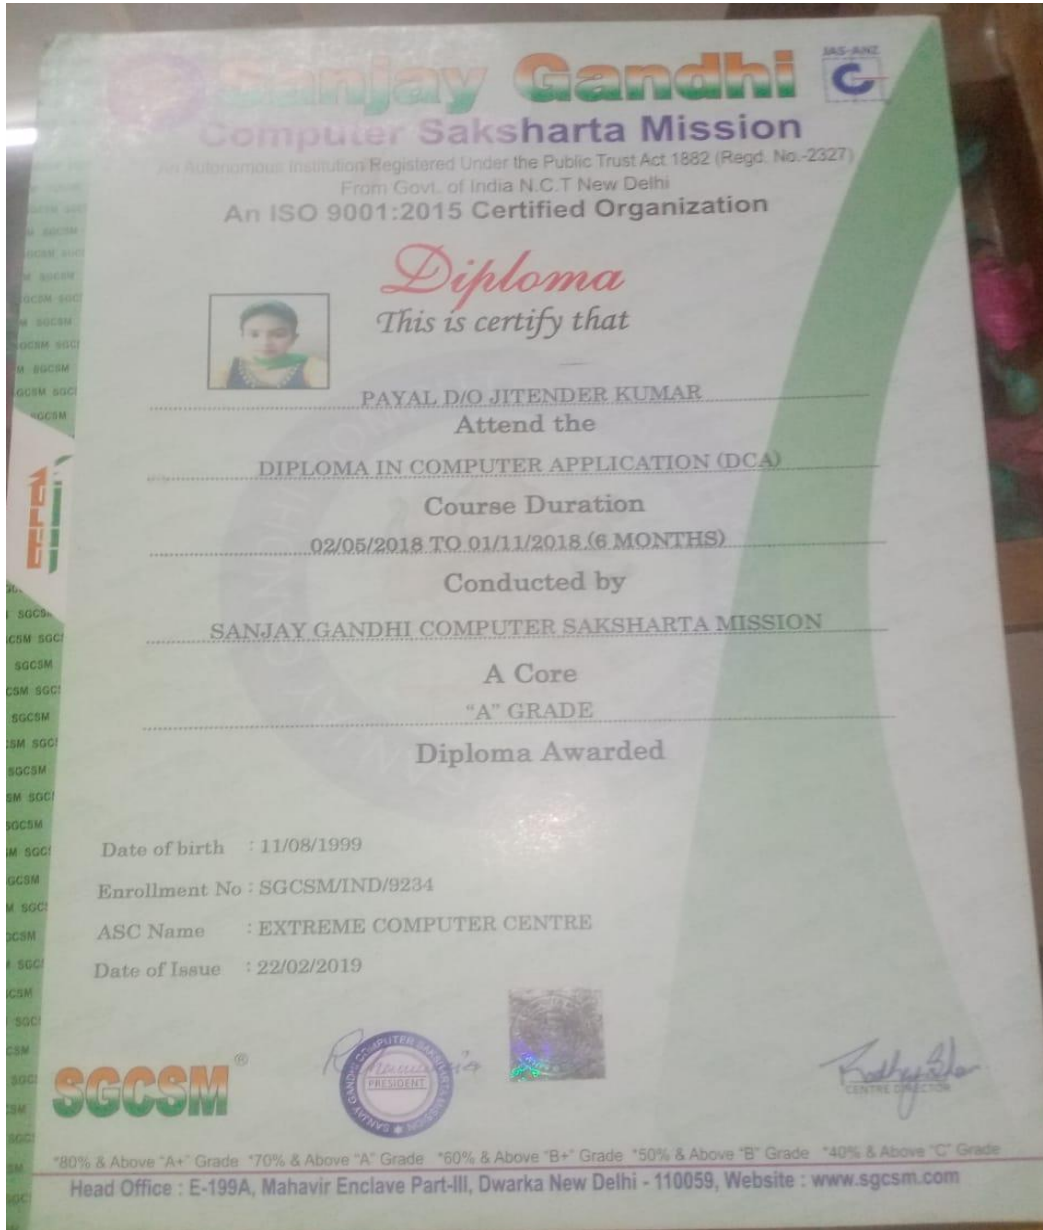 JAS-ANZ
Sanjay Gandhi
Computer Saksharta Mission
An Autonomous Institution Registered Under the Public Trust Act 1882 (Regd. No.-2327)
From Govt. of India N.C.T New Delhi
An ISO 9001:2015 Certified Organization
Diploma
This is certify that
PAYAL D/O JITENDER KUMAR
Attend the
DIPLOMA IN COMPUTER APPLICATION (DCA)
Course Duration
02/05/2018 TO 01/11/2018 (6 MONTHS)
Conducted by
SANJAY GANDHI COMPUTER SAKSHARTA MISSION
A Core
"A" GRADE
Diploma Awarded
Date of birth : 11/08/1999
Enrollment No : SGCSM/IND/9234
ASC Name : EXTREME COMPUTER CENTRE
Date of Issue : 22/02/2019
SGCSM®
PRESIDENT
CENTRE DIRECTOR
*80% & Above "A+" Grade *70% & Above "A" Grade *60% & Above "B+" Grade *50% & Above "B" Grade *40% & Above "C" Grade
Head Office : E-199A, Mahavir Enclave Part-III, Dwarka New Delhi - 110059, Website : www.sgcsm.com